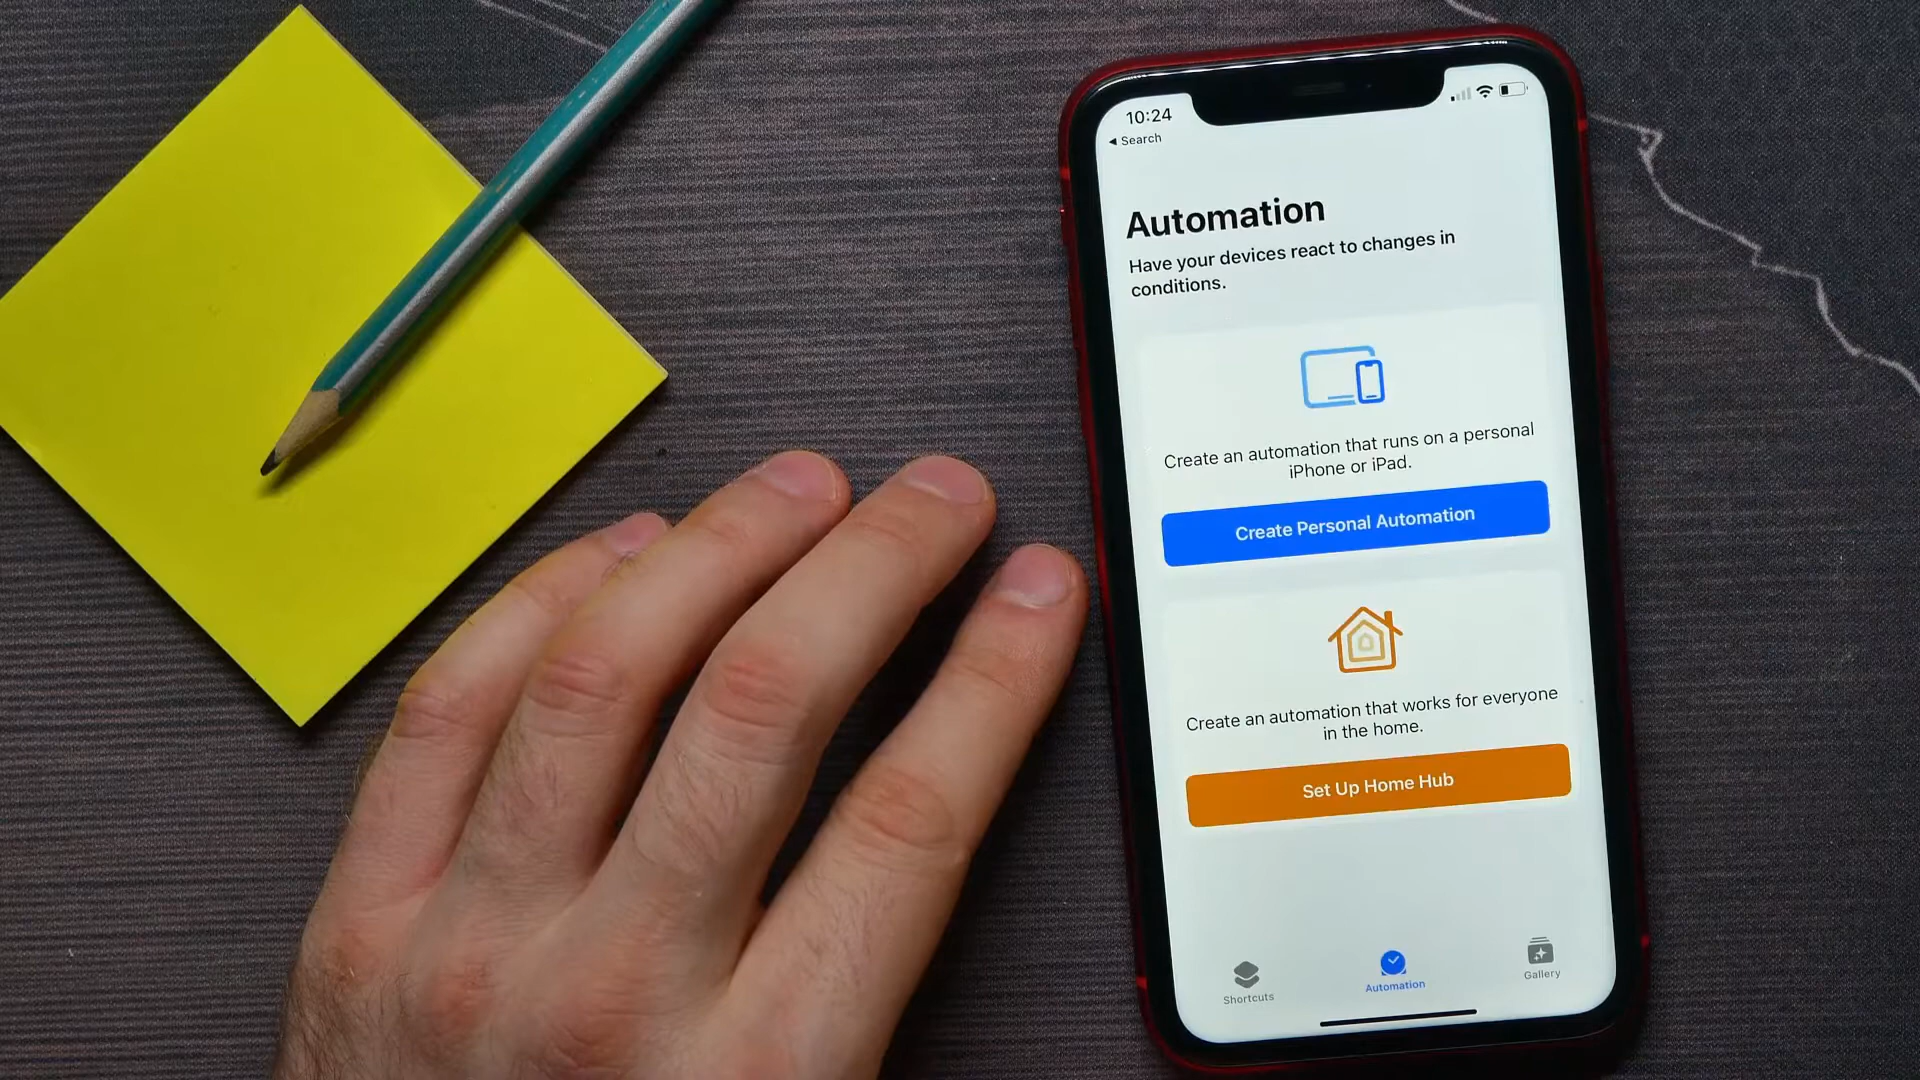 10:24
◀ Search
Automation
Have your devices react to changes in
conditions.
Create an automation that runs on a personal
iPhone or iPad.
Create Personal Automation
Create an automation that works for everyone
in the home.
Set Up Home Hub
Shortcuts
Automation
Gallery